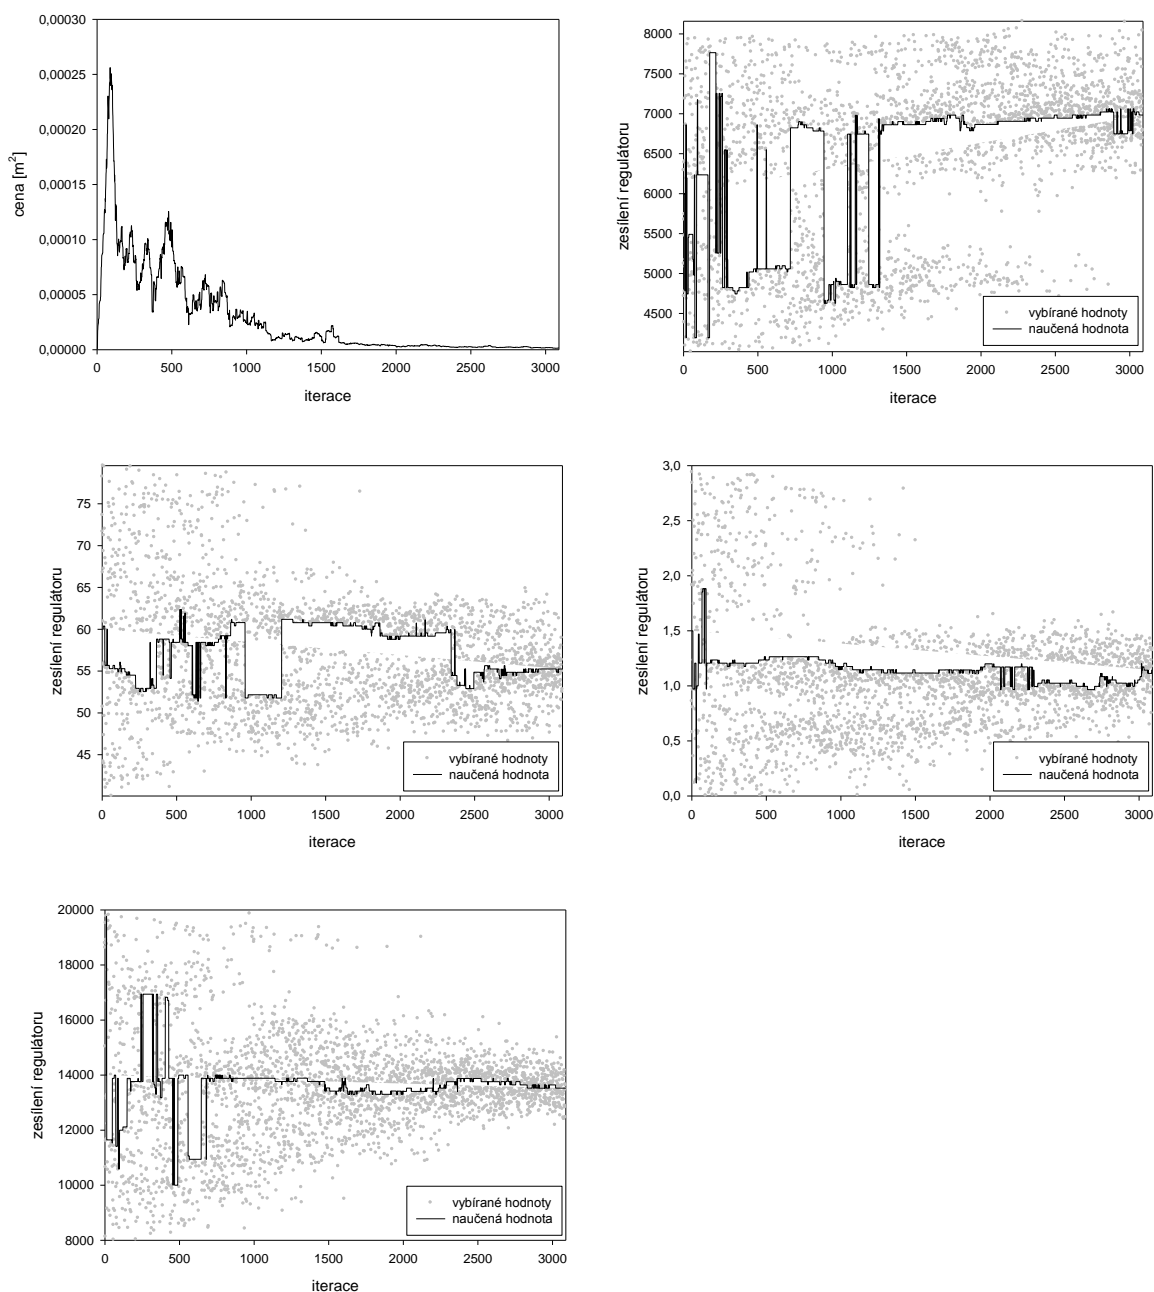 0,00030
0,00025
0,00020
0,00015
0,00010
0,00005
0,00000
cena [m²]
0 500 1000 1500 2000 2500 3000
iterace
8000
7500
7000
6500
6000
5500
5000
4500
zesílení regulátoru
vybírané hodnoty
naučená hodnota
0 500 1000 1500 2000 2500 3000
iterace
75
70
65
60
55
50
45
zesílení regulátoru
vybírané hodnoty
naučená hodnota
0 500 1000 1500 2000 2500 3000
iterace
3,0
2,5
2,0
1,5
1,0
0,5
0,0
zesílení regulátoru
vybírané hodnoty
naučená hodnota
0 500 1000 1500 2000 2500 3000
iterace
20000
18000
16000
14000
12000
10000
8000
zesílení regulátoru
vybírané hodnoty
naučená hodnota
0 500 1000 1500 2000 2500 3000
iterace